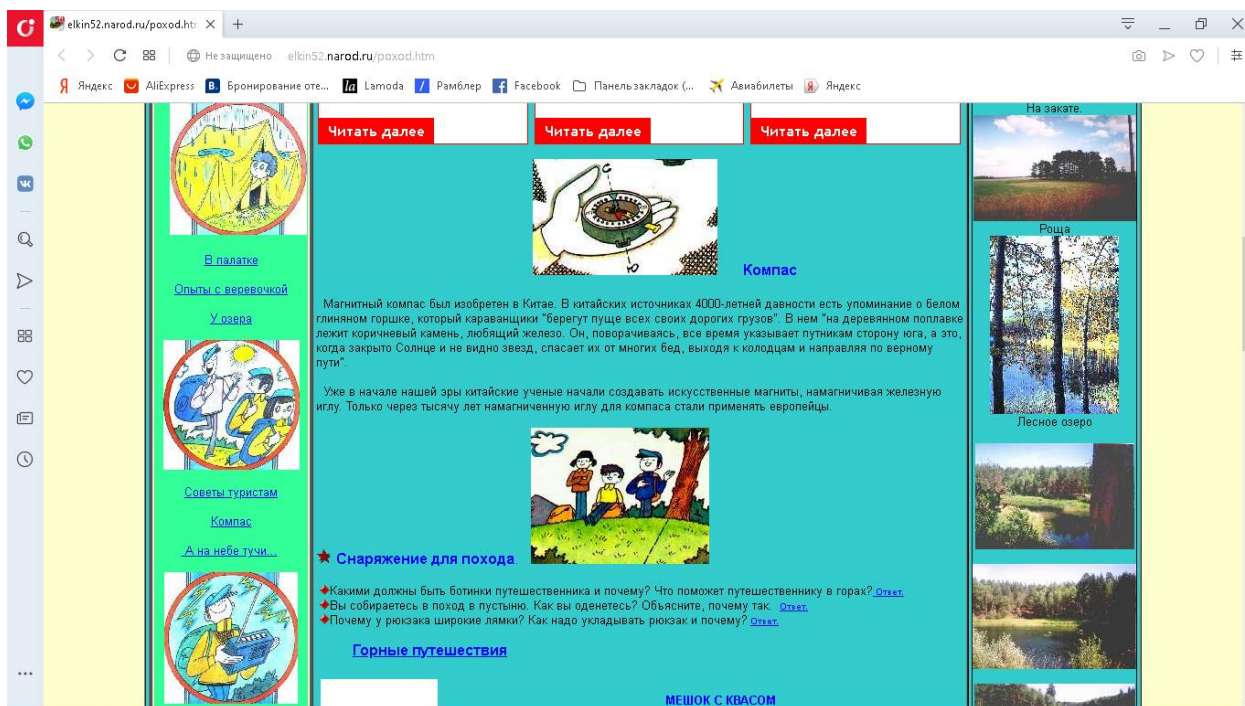 elkin52.narod.ru/poxod.ht
Не защищено elkin52.narod.ru/poxod.htm
Яндекс AliExpress B. Бронирование оте... la Lamoda Рамблер Facebook Панель закладок (... Авиабилеты Я Яндекс
Читать далее Читать далее Читать далее
С
Ю
Компас
Магнитный компас был изобретен в Китае. В китайских источниках 4000-летней давности есть упоминание о белом
глиняном горшке, который караванщики "берегут пуще всех своих дорогих грузов". В нем "на деревянном поплавке
лежит коричневый камень, любящий железо. Он, поворачиваясь, все время указывает путникам сторону юга, а это,
когда закрыто Солнце и не видно звезд, спасает их от многих бед, выходя к колодцам и направляя по верному
пути".
Уже в начале нашей эры китайские ученые начали создавать искусственные магниты, намагничивая железную
иглу. Только через тысячу лет намагниченную иглу для компаса стали применять европейцы.
Снаряжение для похода.
Какими должны быть ботинки путешественника и почему? Что поможет путешественнику в горах? Ответ.
Вы собираетесь в поход в пустыню. Как вы оденетесь? Объясните, почему так. Ответ.
Почему у рюкзака широкие лямки? Как надо укладывать рюкзак и почему? Ответ.
Горные путешествия
МЕШОК С КВАСОМ
В палатке
Опыты с веревочкой
У озера
Советы туристам
Компас
А на небе тучи...
На закате.
Роща
Лесное озеро